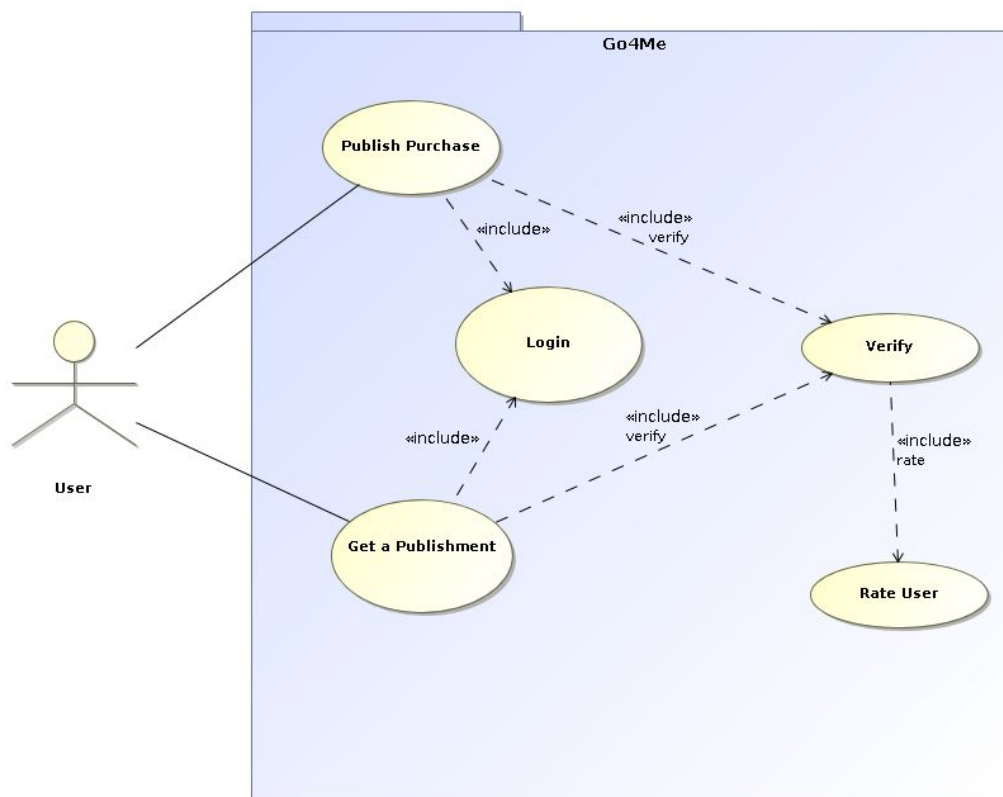 Go4Me
Publish Purchase
«include»
«include»
verify
Login
Verify
«include»
«include»
verify
«include»
rate
User
Get a Publishment
Rate User